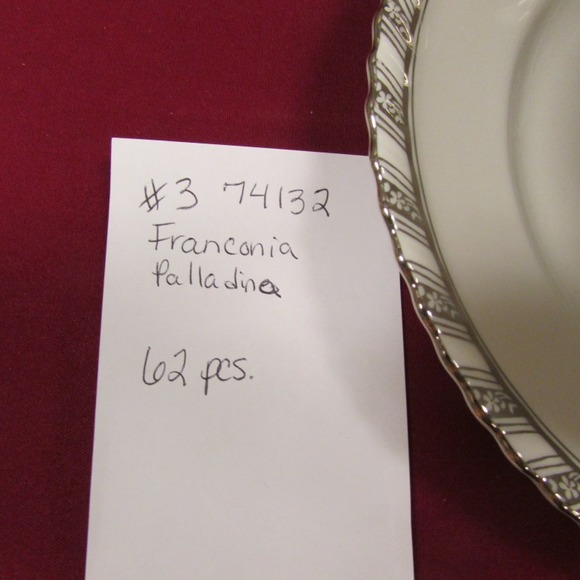 #3 74132
Franconia
Palladina
62 pcs.